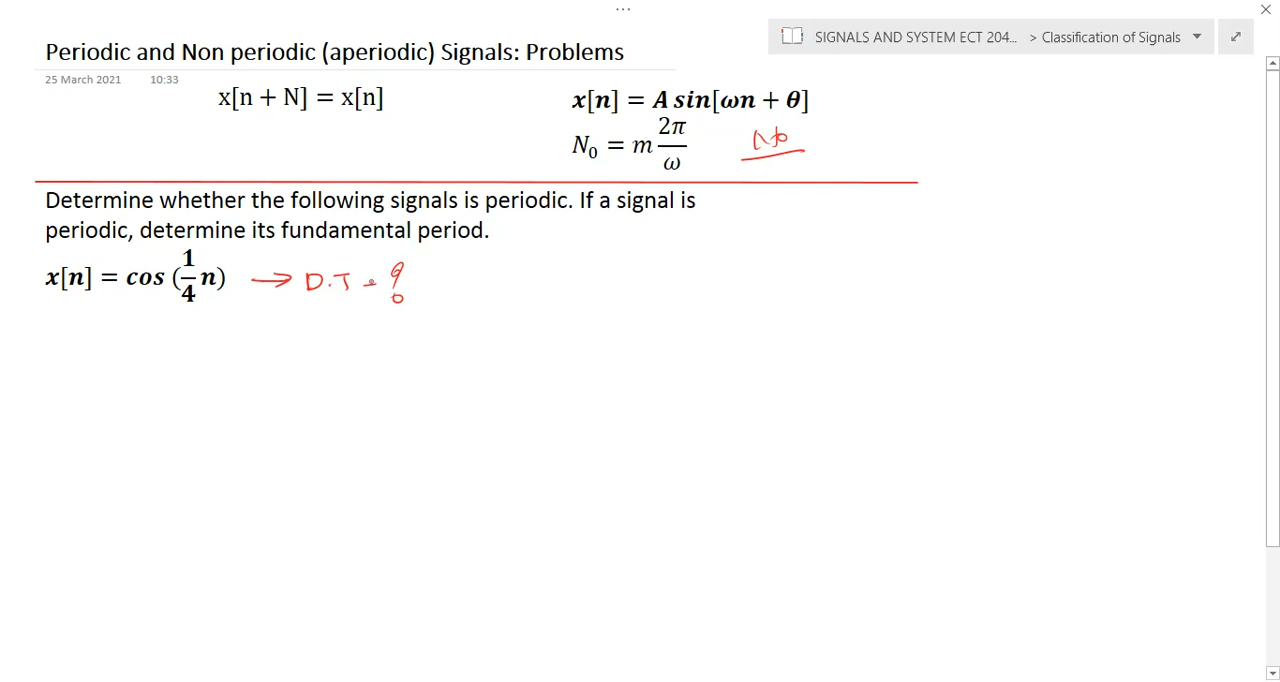 ...
SIGNALS AND SYSTEM ECT 204... > Classification of Signals
Periodic and Non periodic (aperiodic) Signals: Problems
25 March 2021 10:33
x[n + N] = x[n]
x[n] = A sin[ωn + θ]
N₀ = m 2π/ω
Determine whether the following signals is periodic. If a signal is
periodic, determine its fundamental period.
x[n] = cos (1/4 n) → D.T - ?